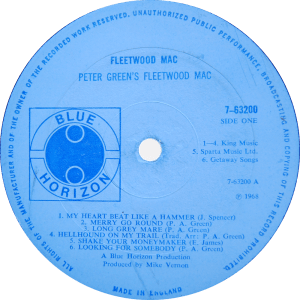 ALL RIGHTS OF THE MANUFACTURER AND OF THE OWNER OF THE RECORDED WORK RESERVED. UNAUTHORIZED PUBLIC PERFORMANCE, BROADCASTING AND COPYING OF THIS RECORD PROHIBITED.
FLEETWOOD MAC
PETER GREEN'S FLEETWOOD MAC
7-63200
SIDE ONE
BLUE
HORIZON
1—4. King Music
5. Sparta Music Ltd.
6. Getaway Songs
7-63200 A
℗ 1968
1. MY HEART BEAT LIKE A HAMMER (J. Spencer)
2. MERRY GO ROUND (P. A. Green)
3. LONG GREY MARE (P. A. Green)
4. HELLHOUND ON MY TRAIL (Trad. Arr: P. A. Green)
5. SHAKE YOUR MONEYMAKER (E. James)
6. LOOKING FOR SOMEBODY (P. A. Green)
A Blue Horizon Production
Produced by Mike Vernon
MADE IN ENGLAND